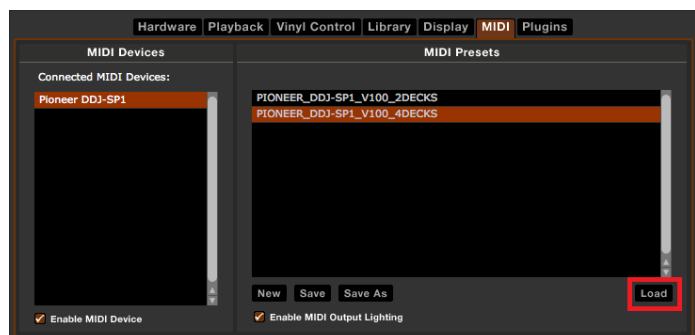 Hardware Playback Vinyl Control Library Display MIDI Plugins
MIDI Devices
Connected MIDI Devices:
Pioneer DDJ-SP1
Enable MIDI Device
MIDI Presets
PIONEER_DDJ-SP1_V100_2DECKS
PIONEER_DDJ-SP1_V100_4DECKS
New Save Save As Load
Enable MIDI Output Lighting